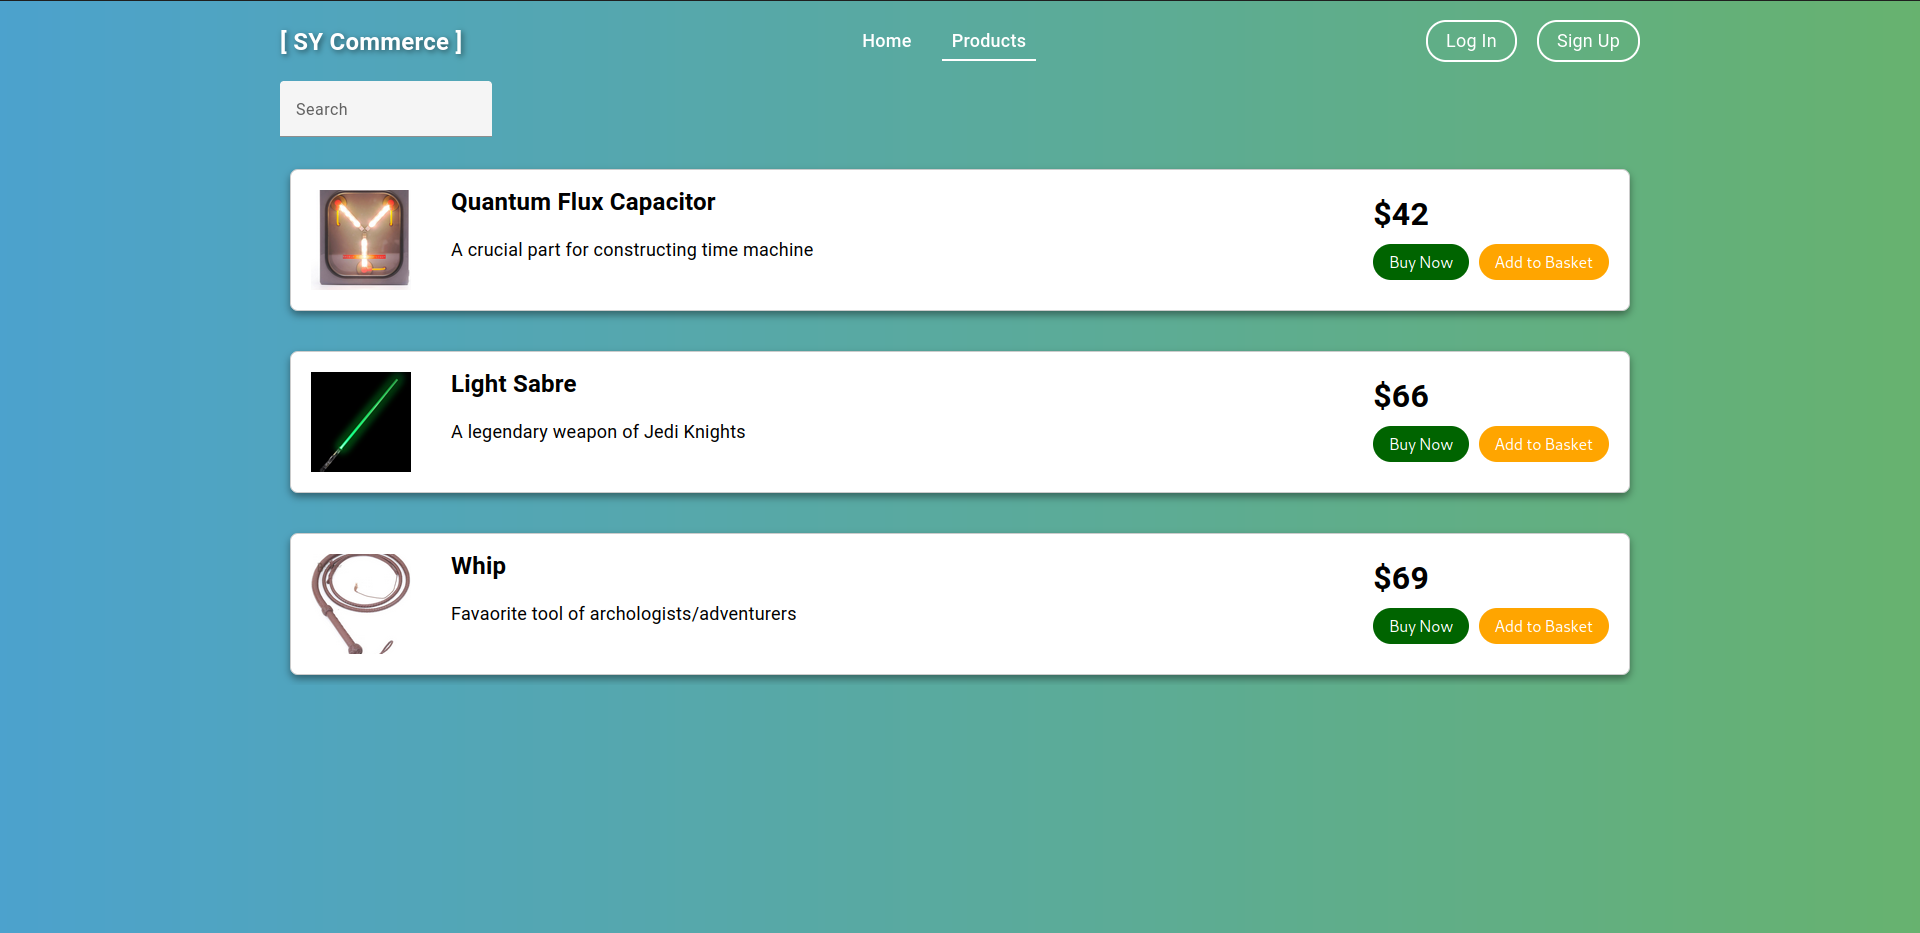 [ SY Commerce ]
Home
Products
Log In
Sign Up
Search
Quantum Flux Capacitor
A crucial part for constructing time machine
$42
Buy Now
Add to Basket
Light Sabre
A legendary weapon of Jedi Knights
$66
Buy Now
Add to Basket
Whip
Favaorite tool of archologists/adventurers
$69
Buy Now
Add to Basket